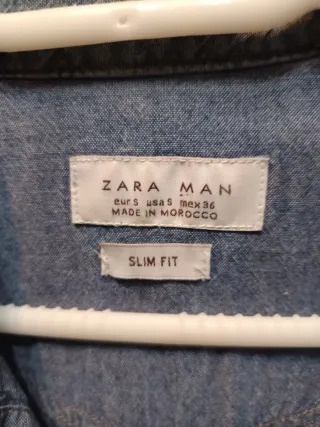 ZARA MAN
eur S usa S mex 36
MADE IN MOROCCO
SLIM FIT